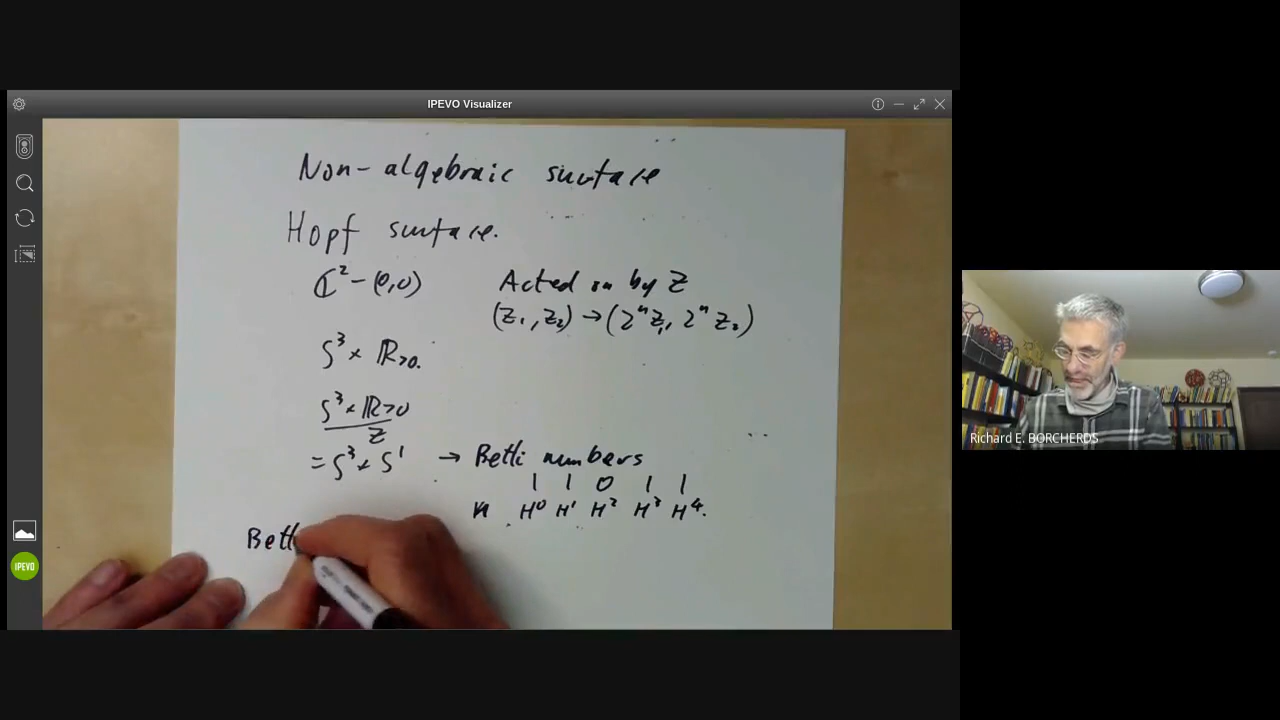 IPEVO Visualizer
Non-algebraic surface
Hopf surface.
ℂ² - (0,0) Acted on by Z
(Z₁, Z₂) → (2ⁿZ₁, 2ⁿZ₂)
S³ × ℝ>0.
S³ × ℝ>0
Z
= S³ × S¹ → Betti numbers
1 1 0 1 1
H⁰ H¹ H² H³ H⁴.
Betti
IPEVO
Richard E. BORCHERDS